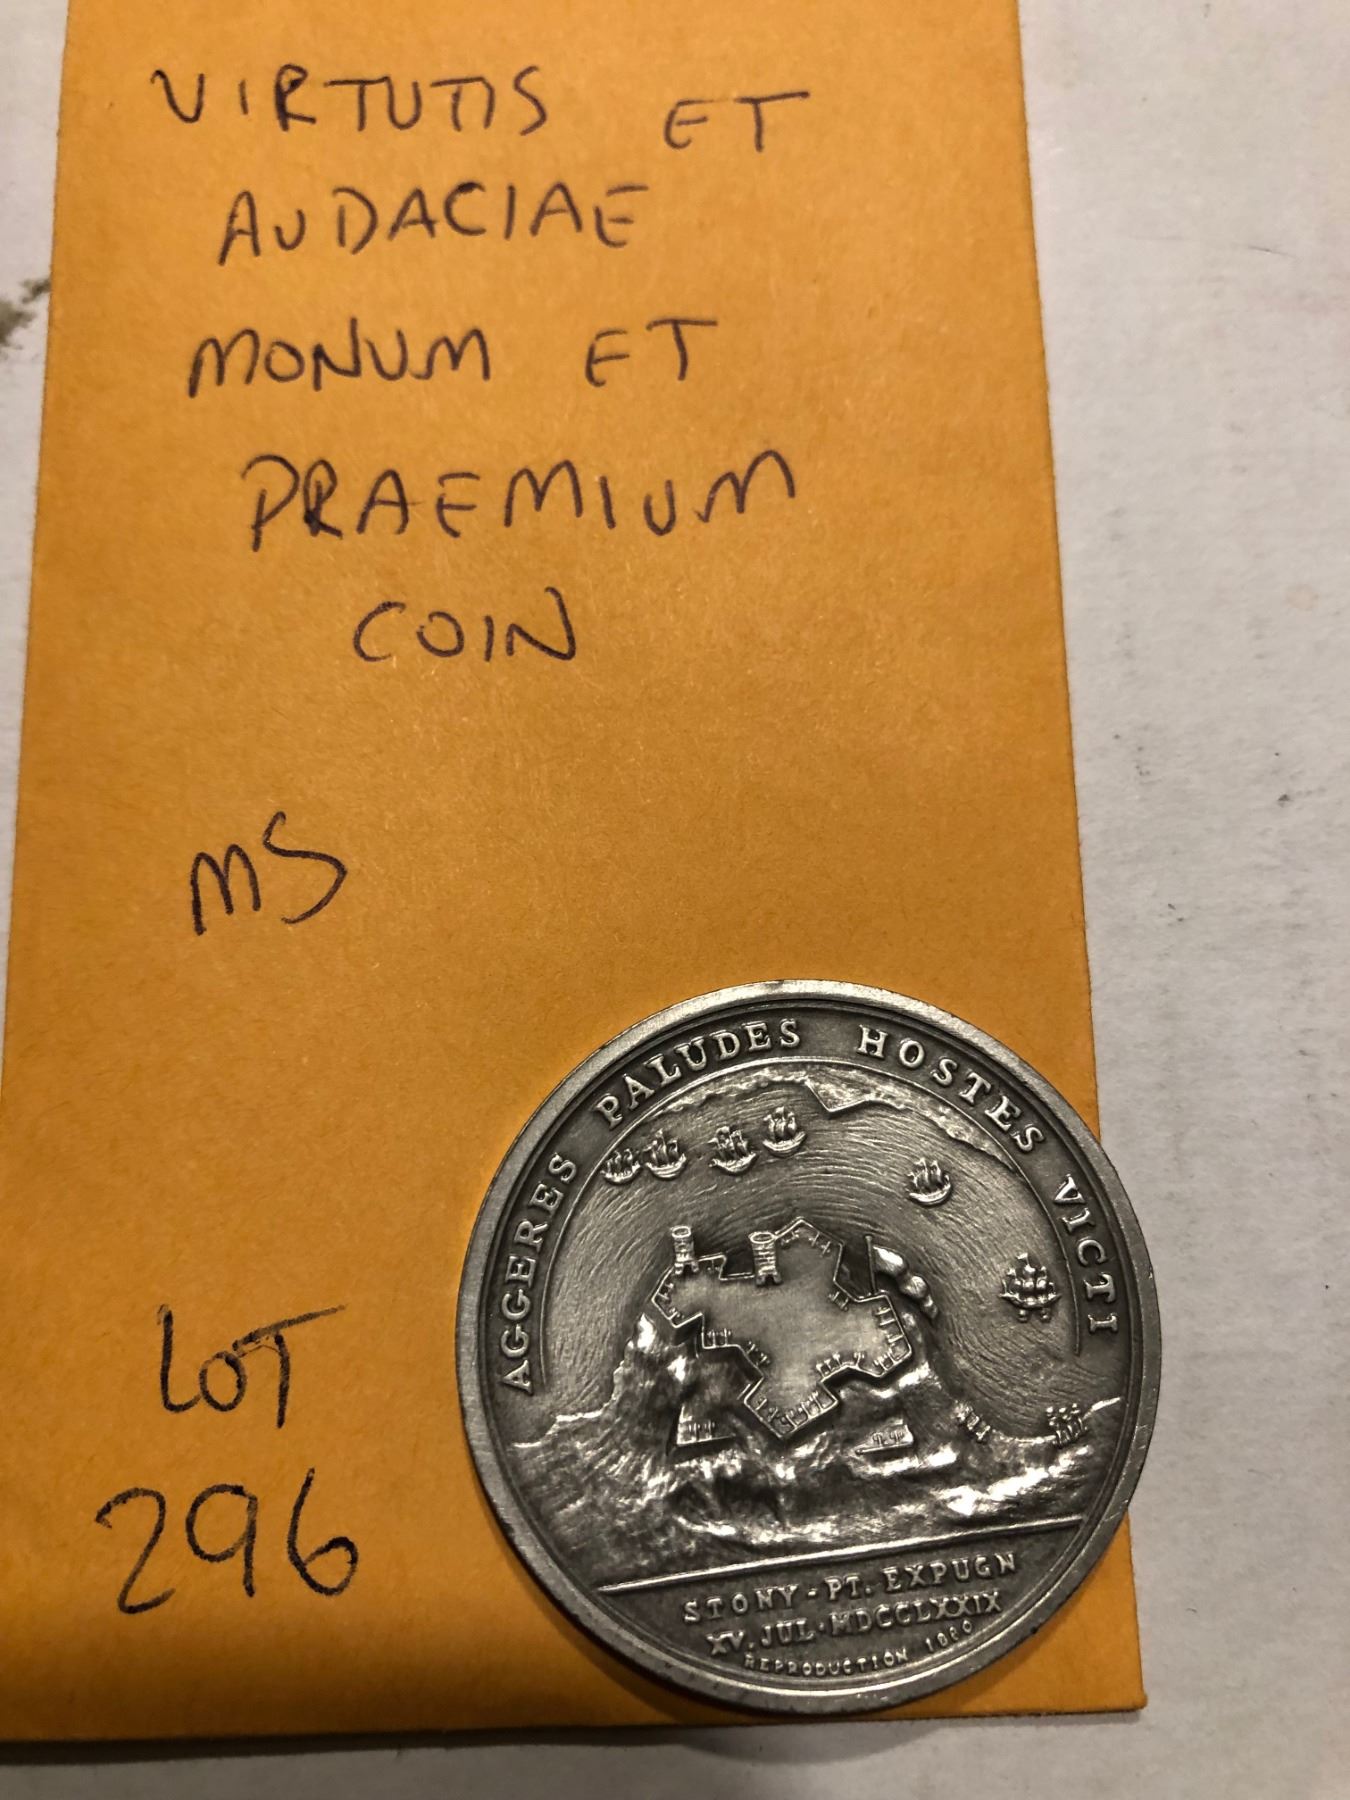 VIRTUTIS ET
AUDACIAE
MONUM ET
PRAEMIUM
COIN
MS
LOT
296
AGGERES PALUDES HOSTES VICTI
STONY-PT. EXPUGN
XV. JUL·MDCCLXXIX
REPRODUCTION